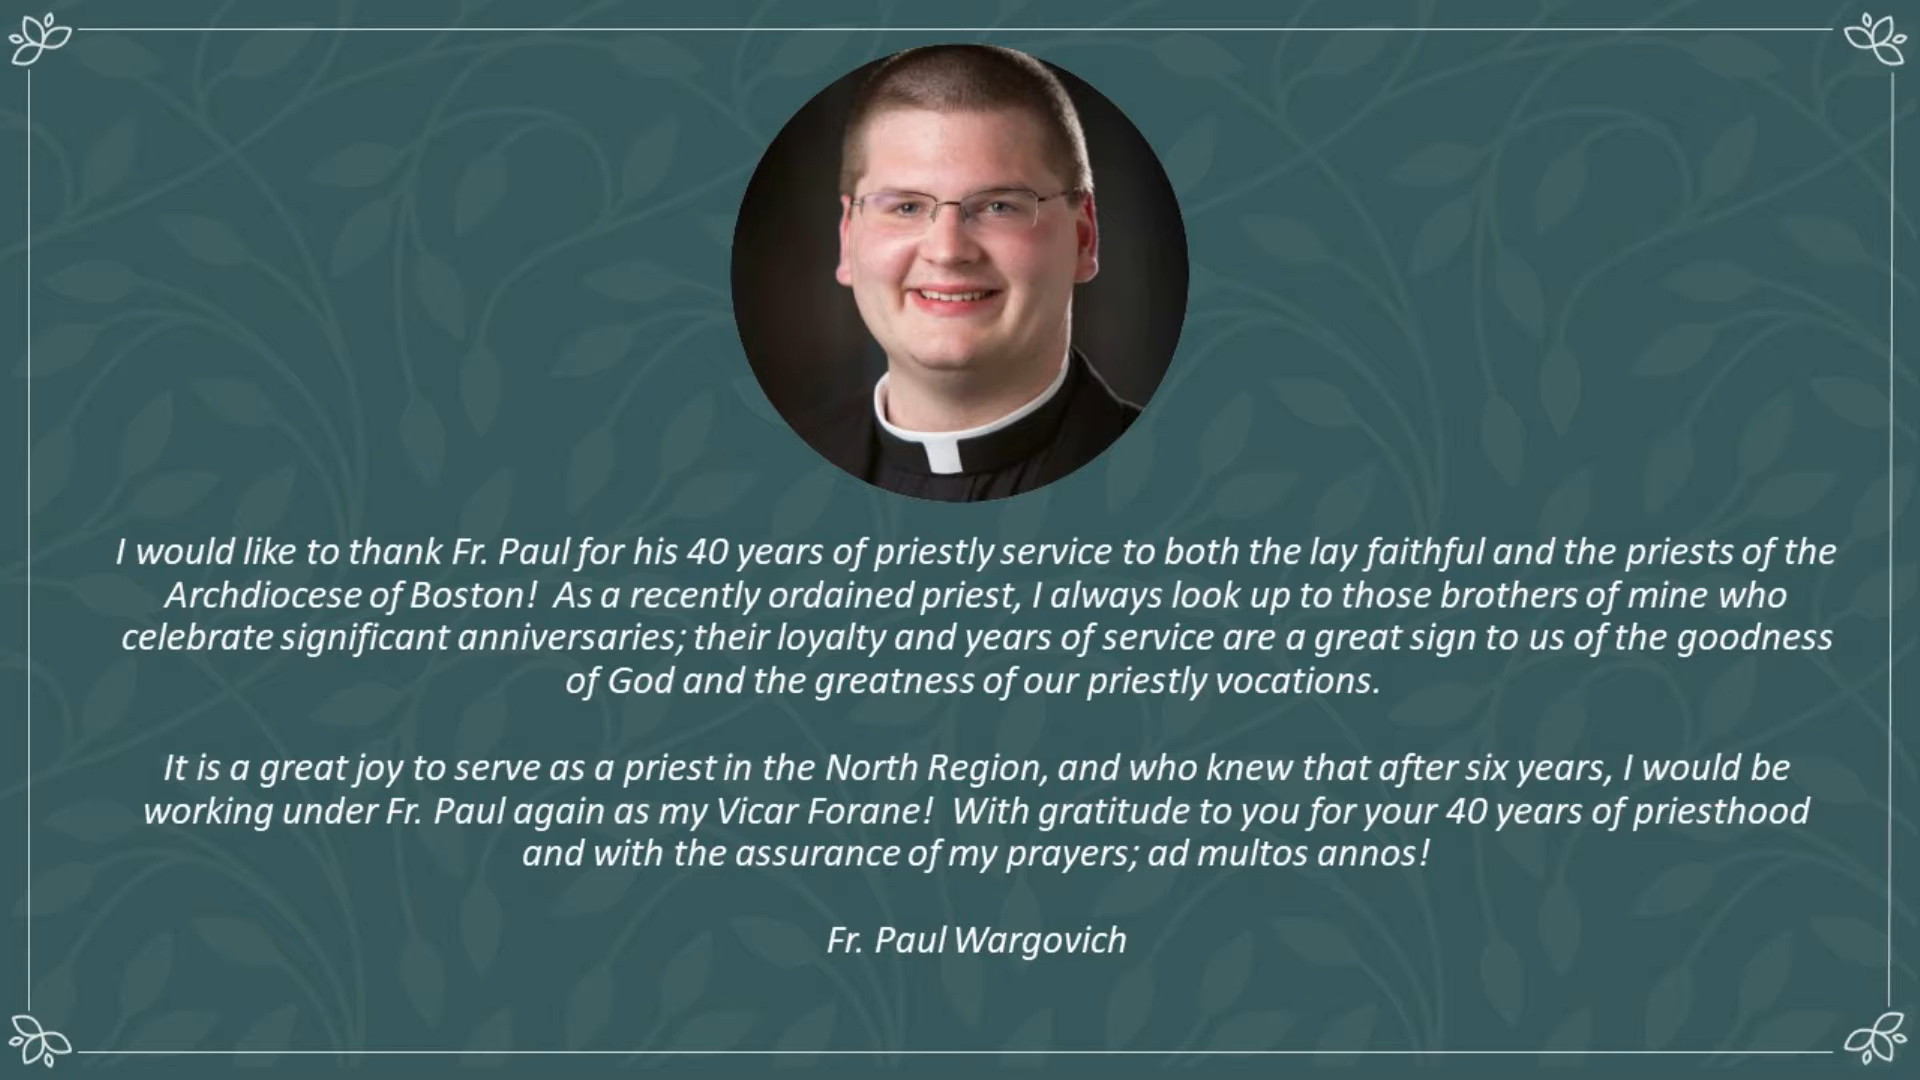 I would like to thank Fr. Paul for his 40 years of priestly service to both the lay faithful and the priests of the
Archdiocese of Boston! As a recently ordained priest, I always look up to those brothers of mine who
celebrate significant anniversaries; their loyalty and years of service are a great sign to us of the goodness
of God and the greatness of our priestly vocations.
It is a great joy to serve as a priest in the North Region, and who knew that after six years, I would be
working under Fr. Paul again as my Vicar Forane! With gratitude to you for your 40 years of priesthood
and with the assurance of my prayers; ad multos annos!
Fr. Paul Wargovich